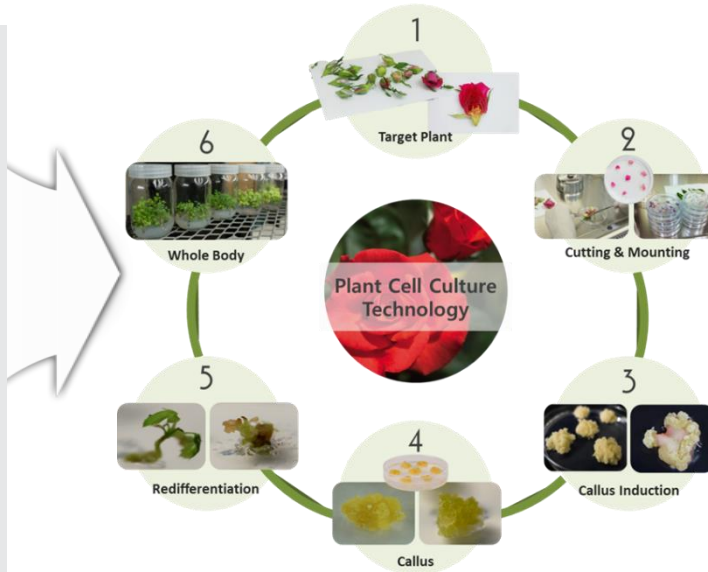 1
Target Plant
2
Cutting & Mounting
3
Callus Induction
4
Callus
5
Redifferentiation
6
Whole Body
Plant Cell Culture
Technology